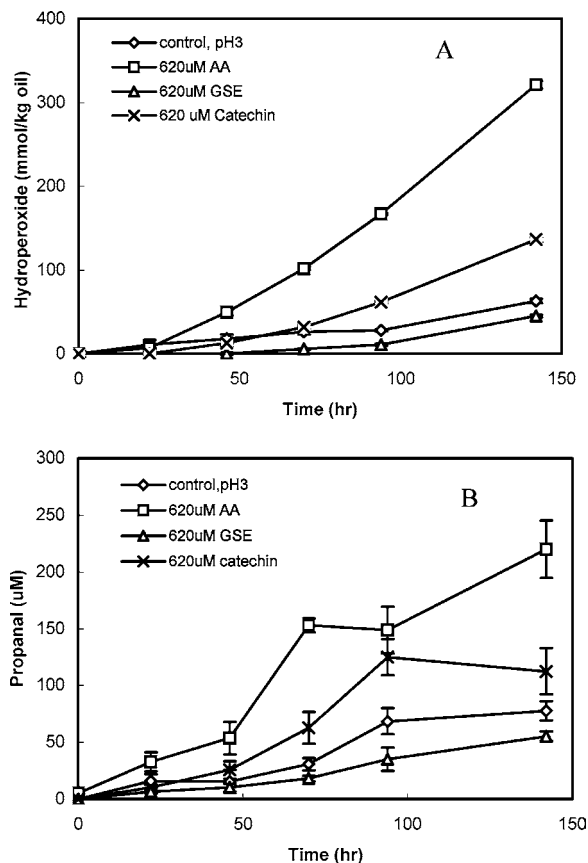 400
300
200
100
0
Hydroperoxide (mmol/kg oil)
control, pH3
620uM AA
620uM GSE
620 uM Catechin
A
0
50
100
150
Time (hr)
300
250
200
150
100
50
0
Propanal (uM)
control,pH3
620uM AA
620uM GSE
620uM catechin
B
0
50
100
150
Time (hr)